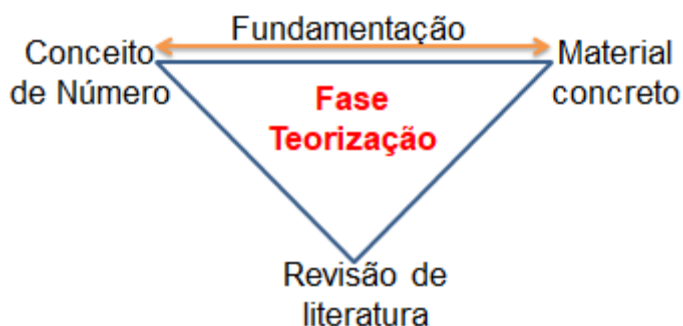 Fundamentação
Conceito
de Número
Material
concreto
Fase
Teorização
Revisão de
literatura